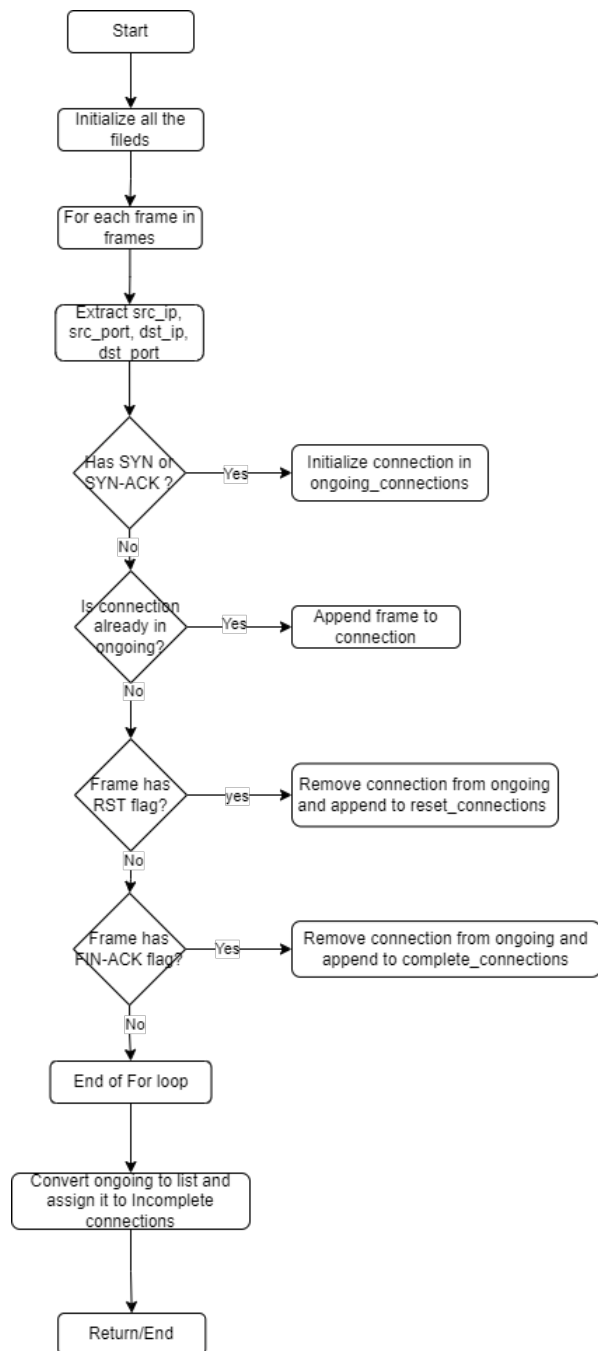 Start
Initialize all the
fileds
For each frame in
frames
Extract src_ip,
src_port, dst_ip,
dst_port
Has SYN or
SYN-ACK ?
Yes
Initialize connection in
ongoing_connections
No
Is connection
already in
ongoing?
Yes
Append frame to
connection
No
Frame has
RST flag?
yes
Remove connection from ongoing
and append to reset_connections
No
Frame has
FIN-ACK flag?
Yes
Remove connection from ongoing and
append to complete_connections
No
End of For loop
Convert ongoing to list and
assign it to Incomplete
connections
Return/End